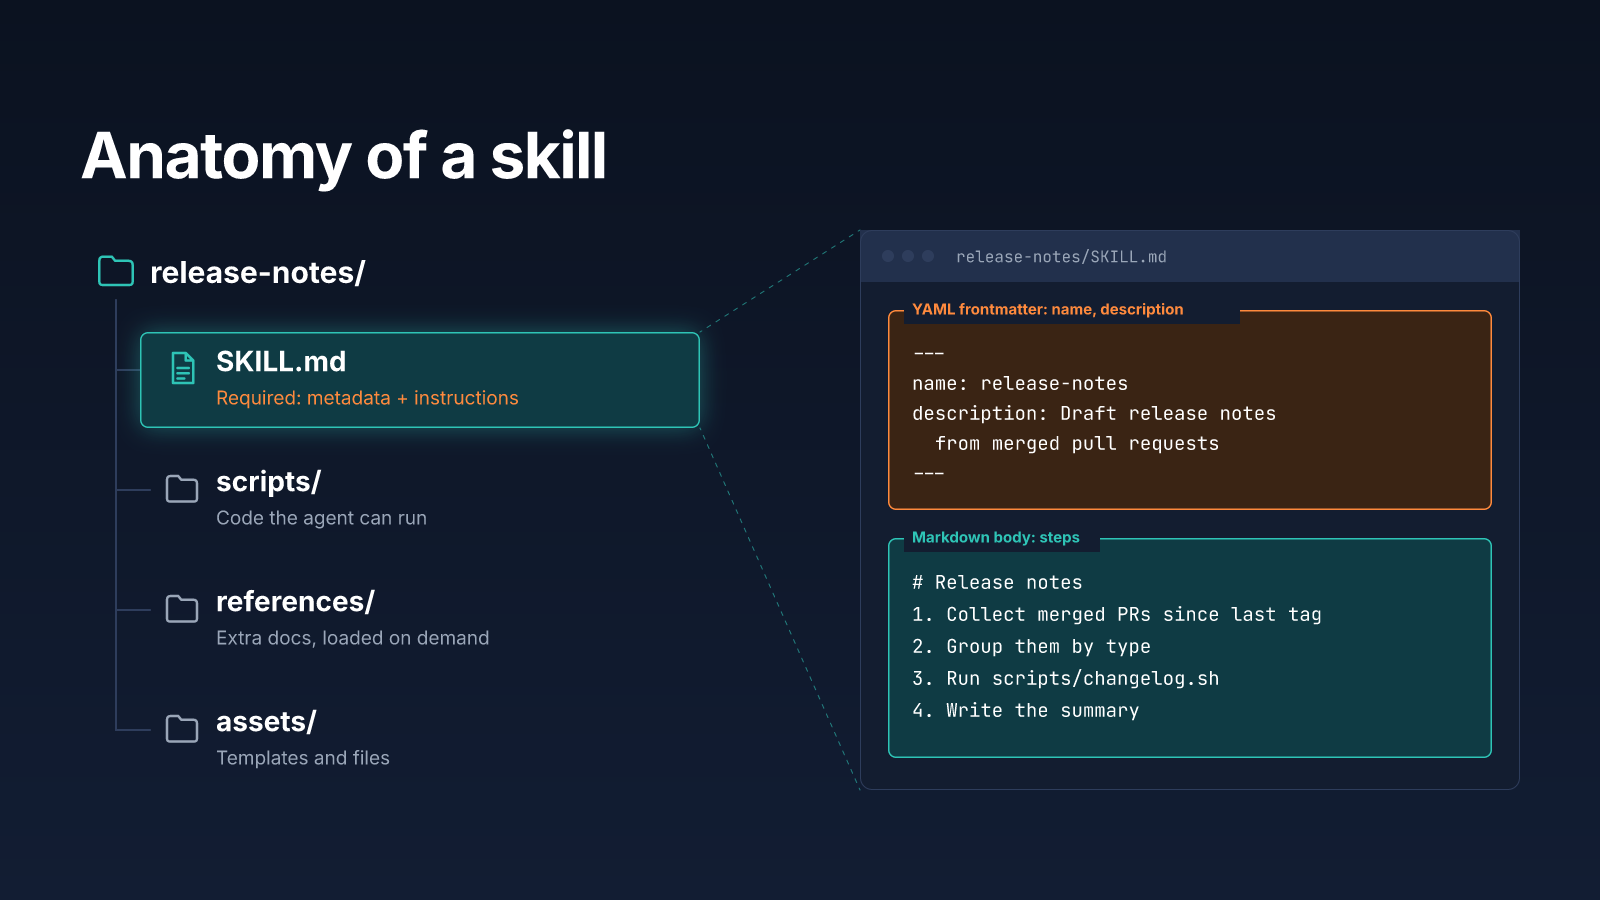 Anatomy of a skill
release-notes/
SKILL.md
Required: metadata + instructions
scripts/
Code the agent can run
references/
Extra docs, loaded on demand
assets/
Templates and files
release-notes/SKILL.md
YAML frontmatter: name, description
---
name: release-notes
description: Draft release notes
  from merged pull requests
---
Markdown body: steps
# Release notes
1. Collect merged PRs since last tag
2. Group them by type
3. Run scripts/changelog.sh
4. Write the summary